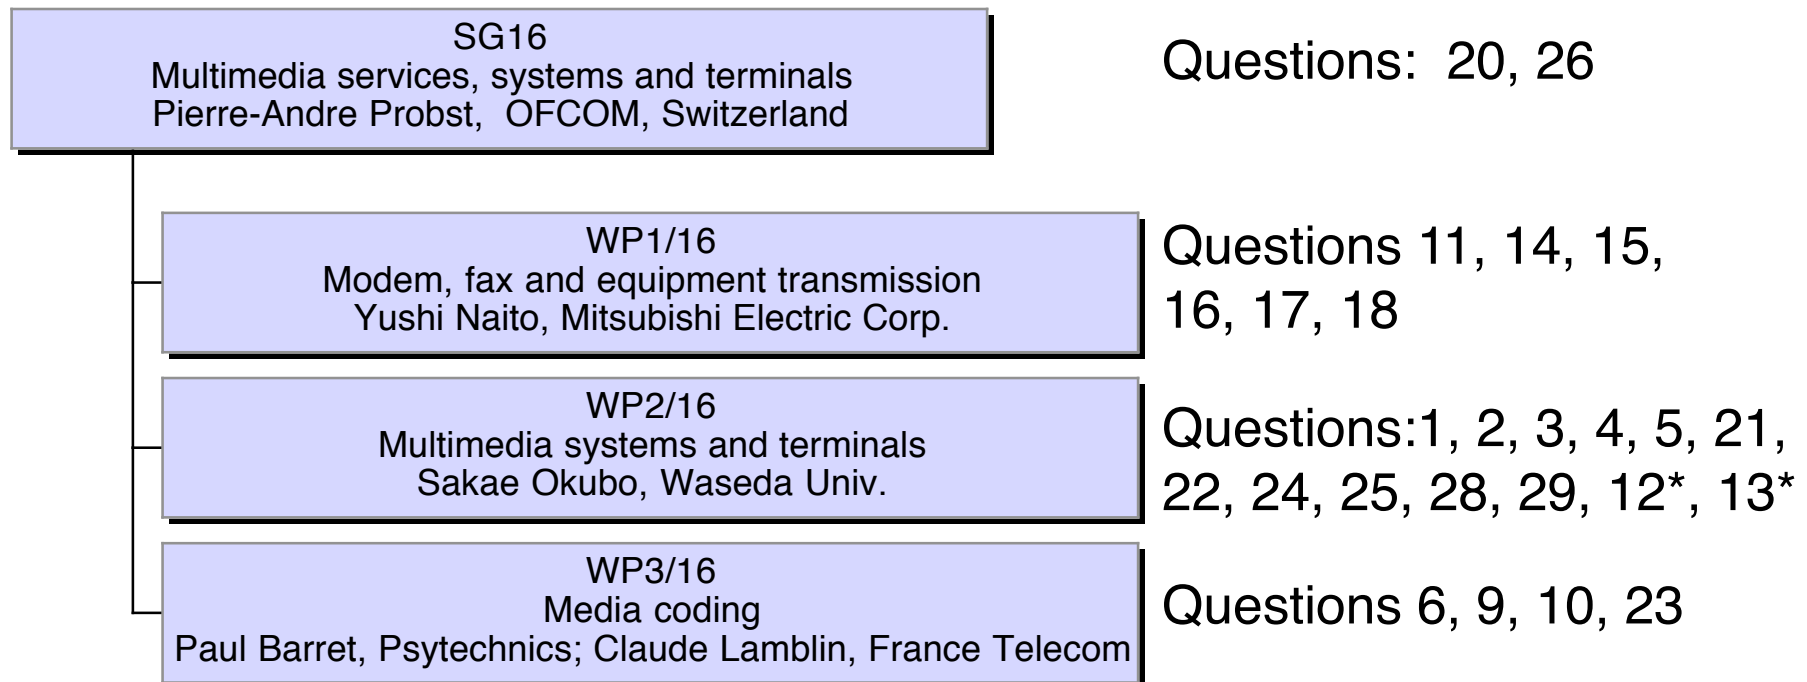 SG16
Multimedia services, systems and terminals
Pierre-Andre Probst, OFCOM, Switzerland
Questions: 20, 26
WP1/16
Modem, fax and equipment transmission
Yushi Naito, Mitsubishi Electric Corp.
Questions 11, 14, 15,
16, 17, 18
WP2/16
Multimedia systems and terminals
Sakae Okubo, Waseda Univ.
Questions:1, 2, 3, 4, 5, 21,
22, 24, 25, 28, 29, 12*, 13*
WP3/16
Media coding
Paul Barret, Psytechnics; Claude Lamblin, France Telecom
Questions 6, 9, 10, 23